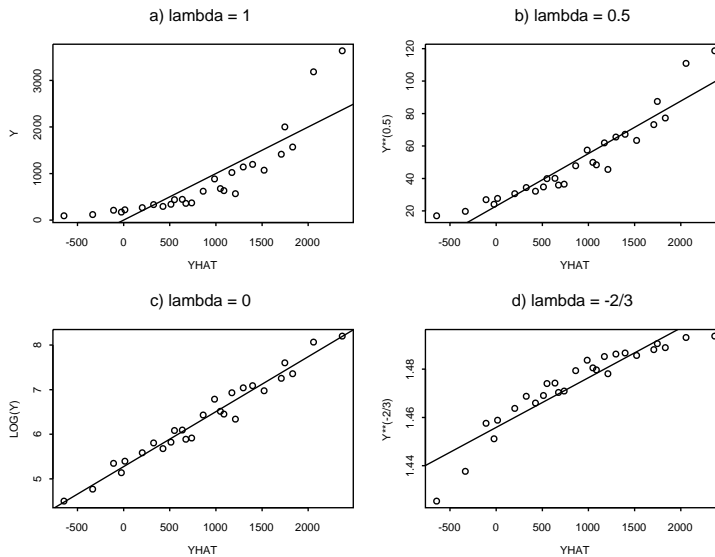 a) lambda = 1
Y
0 1000 2000 3000
-500 0 500 1000 1500 2000
YHAT
b) lambda = 0.5
Y**(0.5)
20 40 60 80 100 120
-500 0 500 1000 1500 2000
YHAT
c) lambda = 0
LOG(Y)
5 6 7 8
-500 0 500 1000 1500 2000
YHAT
d) lambda = -2/3
Y**(-2/3)
1.44 1.46 1.48
-500 0 500 1000 1500 2000
YHAT